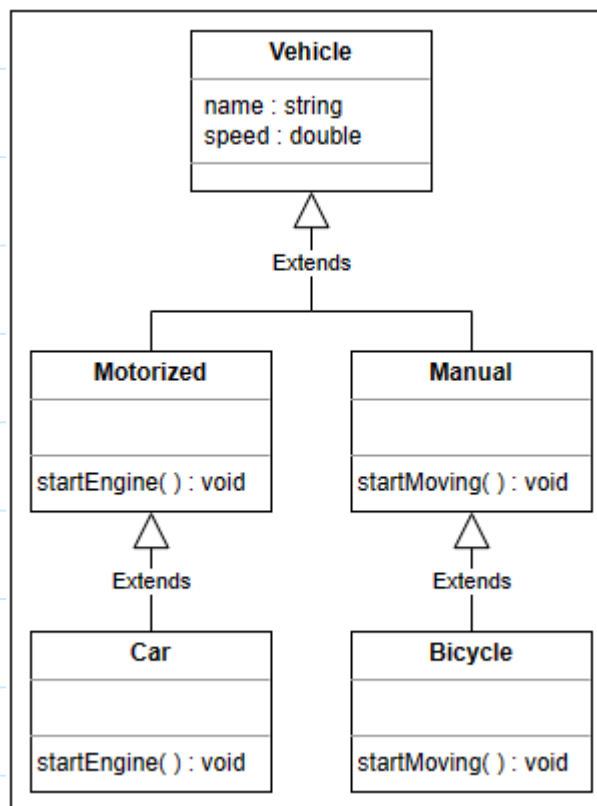 Vehicle
name : string
speed : double
Extends
Motorized
startEngine( ) : void
Manual
startMoving( ) : void
Extends
Extends
Car
startEngine( ) : void
Bicycle
startMoving( ) : void